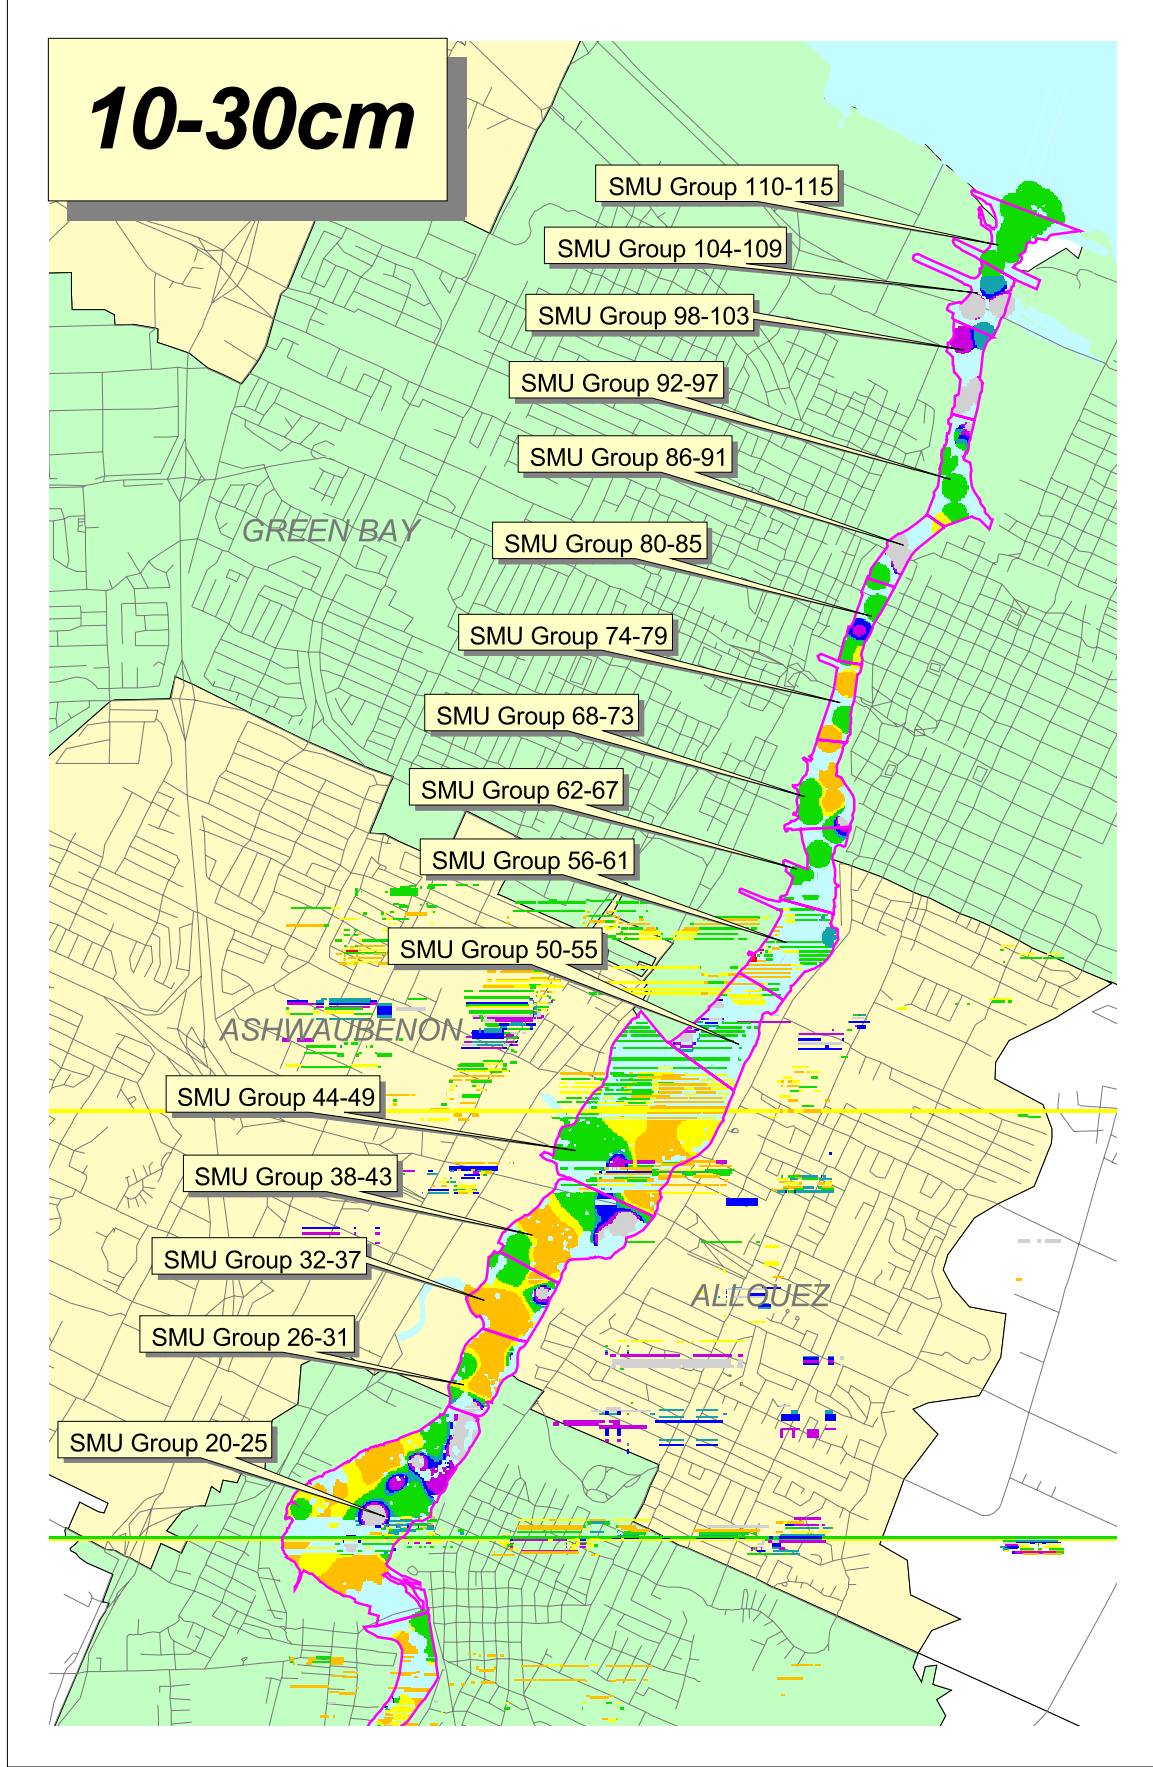 10-30cm
SMU Group 110-115
SMU Group 104-109
SMU Group 98-103
SMU Group 92-97
SMU Group 86-91
GREEN BAY
SMU Group 80-85
SMU Group 74-79
SMU Group 68-73
SMU Group 62-67
SMU Group 56-61
SMU Group 50-55
ASHWAUBENON
SMU Group 44-49
SMU Group 38-43
SMU Group 32-37
ALLOUEZ
SMU Group 26-31
SMU Group 20-25